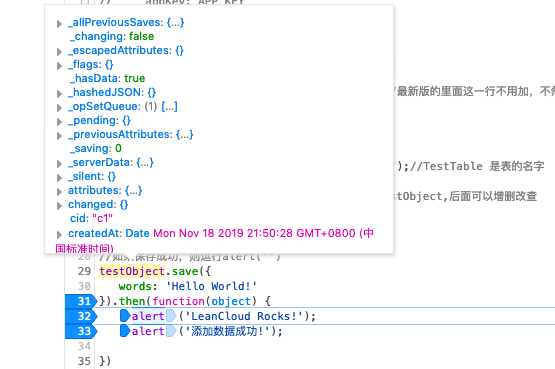 //      appKey: APP_KEY
_allPreviousSaves: {…}
_changing: false
_escapedAttributes: {}
_flags: {}
_hasData: true
_hashedJSON: {}
_opSetQueue: (1) […]
_pending: {}
_previousAttributes: {…}
_saving: 0
_serverData: {…}
_silent: {}
attributes: {…}
changed: {}
cid: "c1"
createdAt: Date Mon Nov 18 2019 21:50:28 GMT+0800 (中
国标准时间)
最新版的里面这一行不用加，不然
');//TestTable 是表的名字
stObject,后面可以增删改查
28 //如果保存成功，则运行alert(" ")
29 testObject.save({
30 words: 'Hello World!'
31 }).then(function(object) {
32 alert('LeanCloud Rocks!');
33 alert('添加数据成功!');
34
35 })